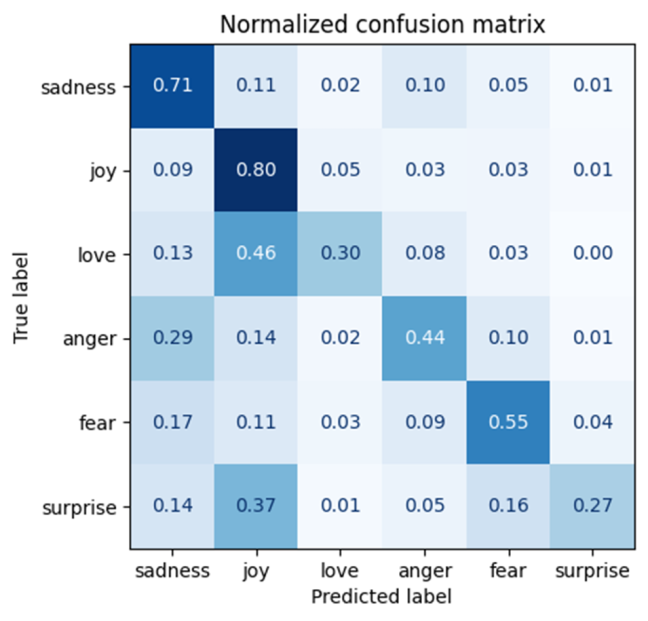 Normalized confusion matrix
True label
sadness 0.71 0.11 0.02 0.10 0.05 0.01
joy 0.09 0.80 0.05 0.03 0.03 0.01
love 0.13 0.46 0.30 0.08 0.03 0.00
anger 0.29 0.14 0.02 0.44 0.10 0.01
fear 0.17 0.11 0.03 0.09 0.55 0.04
surprise 0.14 0.37 0.01 0.05 0.16 0.27
sadness joy love anger fear surprise
Predicted label